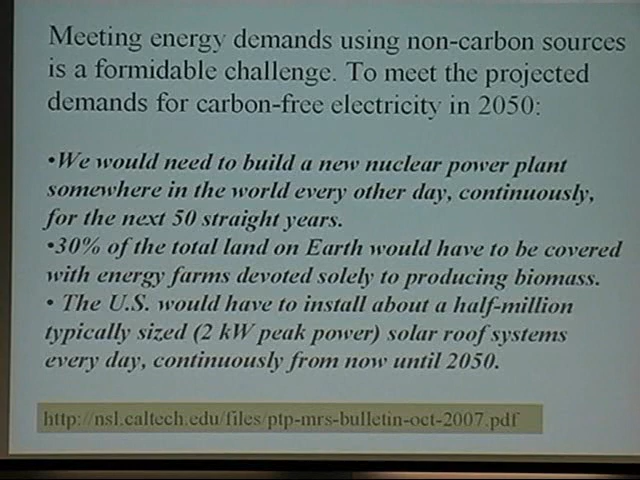 Meeting energy demands using non-carbon sources
is a formidable challenge. To meet the projected
demands for carbon-free electricity in 2050:
•We would need to build a new nuclear power plant
somewhere in the world every other day, continuously,
for the next 50 straight years.
•30% of the total land on Earth would have to be covered
with energy farms devoted solely to producing biomass.
• The U.S. would have to install about a half-million
typically sized (2 kW peak power) solar roof systems
every day, continuously from now until 2050.
http://nsl.caltech.edu/files/ptp-mrs-bulletin-oct-2007.pdf